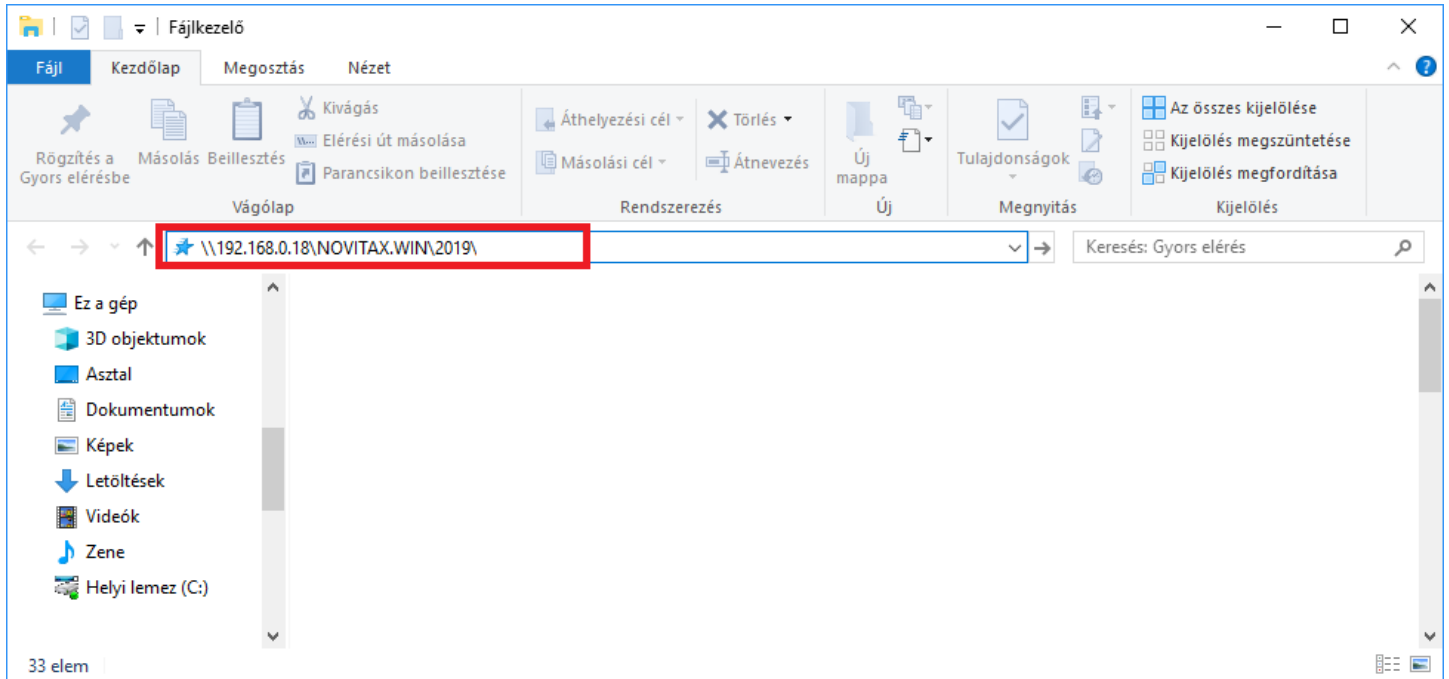 Fájlkezelő
Fájl Kezdőlap Megosztás Nézet
Rögzítés a Gyors elérésbe
Másolás
Beillesztés
Kivágás
Elérési út másolása
Parancsikon beillesztése
Vágólap
Áthelyezési cél
Másolási cél
Törlés
Átnevezés
Rendszerezés
Új mappa
Új
Tulajdonságok
Megnyitás
Az összes kijelölése
Kijelölés megszüntetése
Kijelölés megfordítása
Kijelölés
\\192.168.0.18\NOVITAX.WIN\2019\
Keresés: Gyors elérés
Ez a gép
3D objektumok
Asztal
Dokumentumok
Képek
Letöltések
Videók
Zene
Helyi lemez (C:)
33 elem